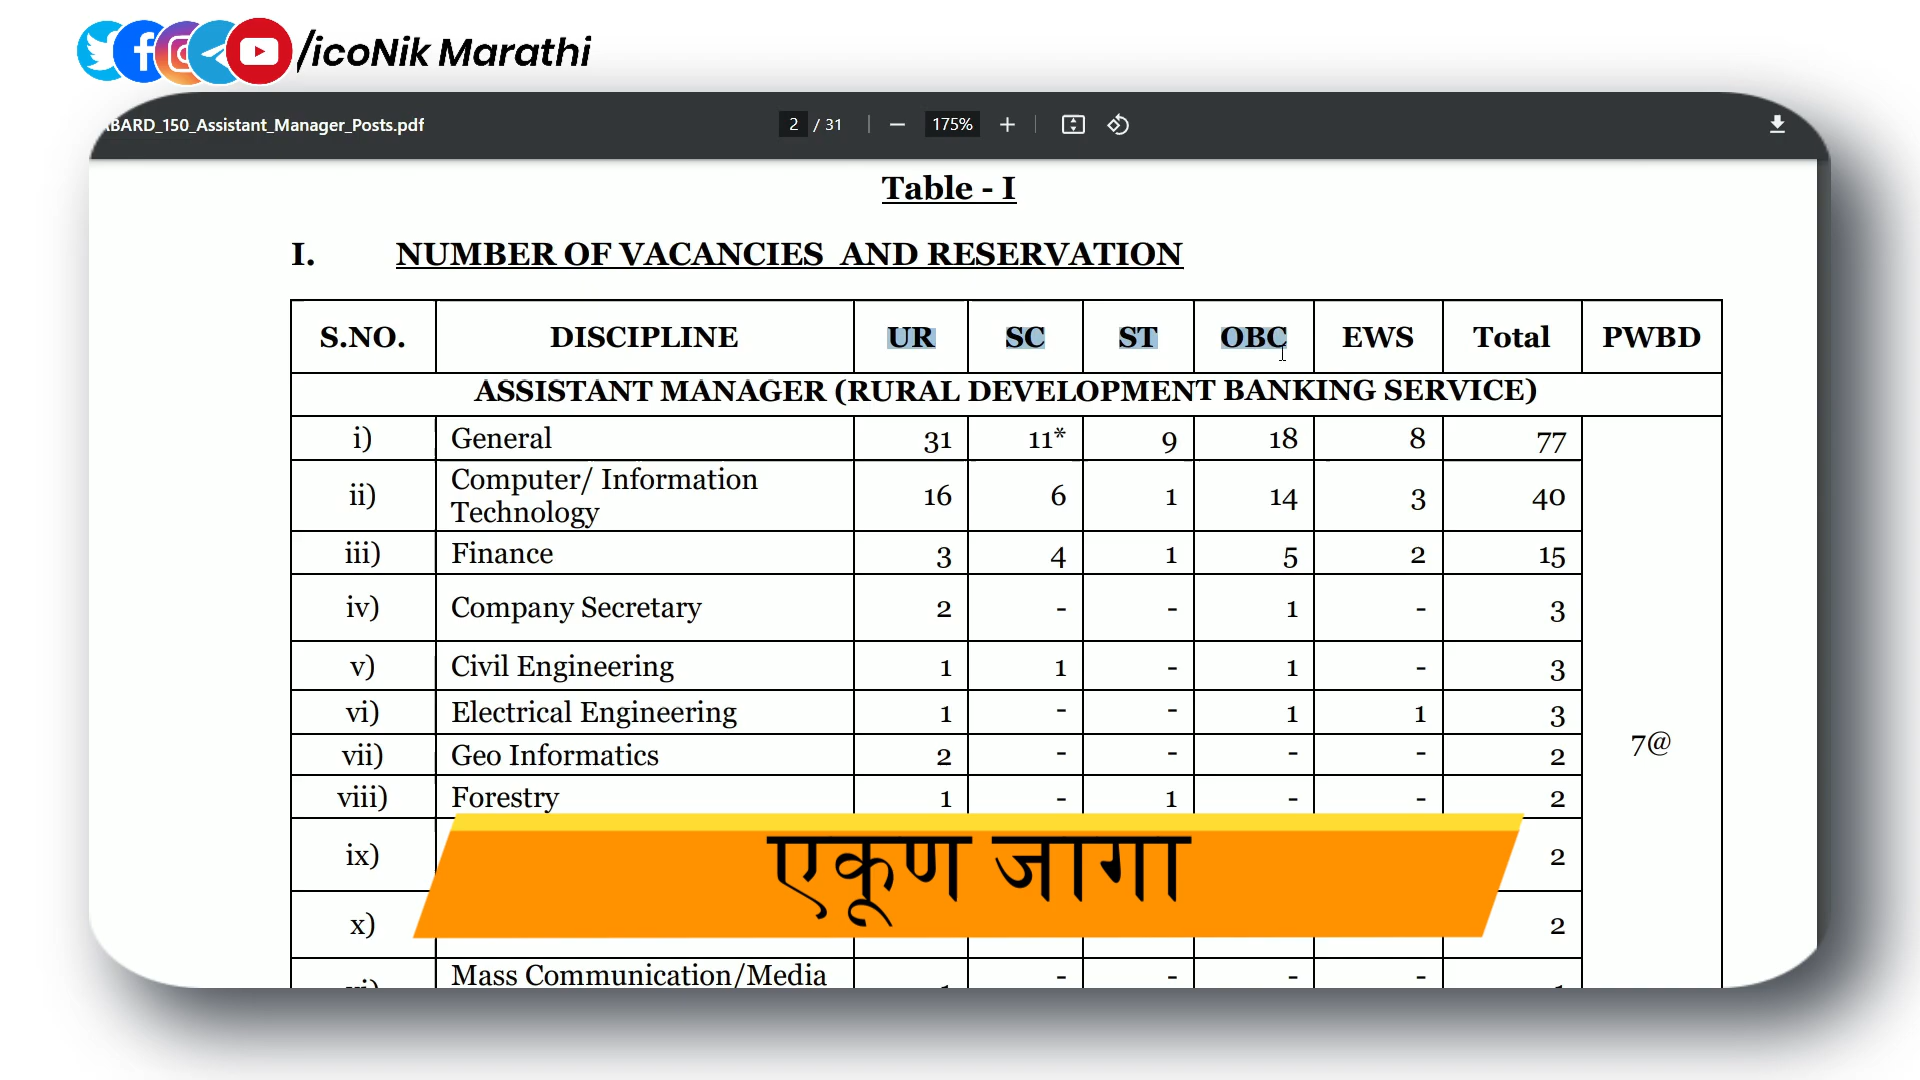 /icoNik Marathi
BARD_150_Assistant_Manager_Posts.pdf 2 / 31 175%
Table - I
I. NUMBER OF VACANCIES AND RESERVATION
S.NO. DISCIPLINE UR SC ST OBC EWS Total PWBD
ASSISTANT MANAGER (RURAL DEVELOPMENT BANKING SERVICE)
i) General 31 11* 9 18 8 77
ii) Computer/ Information Technology 16 6 1 14 3 40
iii) Finance 3 4 1 5 2 15
iv) Company Secretary 2 - - 1 - 3
v) Civil Engineering 1 1 - 1 - 3
vi) Electrical Engineering 1 - - 1 1 3
7@
vii) Geo Informatics 2 - - - - 2
viii) Forestry 1 - 1 - - 2
ix) 2
एकूण जागा
x) 2
Mass Communication/Media - - - -